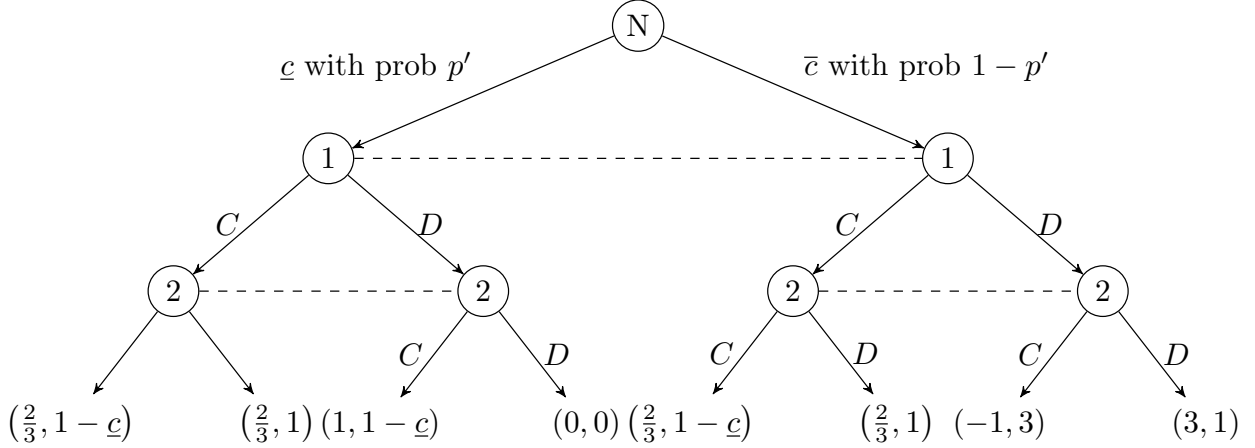 N
c̲ with prob p′
c̅ with prob 1 − p′
1
1
C
D
C
D
2
2
2
2
C
D
C
D
C
D
(2/3, 1 − c̲)
(2/3, 1)
(1, 1 − c̲)
(0, 0)
(2/3, 1 − c̲)
(2/3, 1)
(−1, 3)
(3, 1)